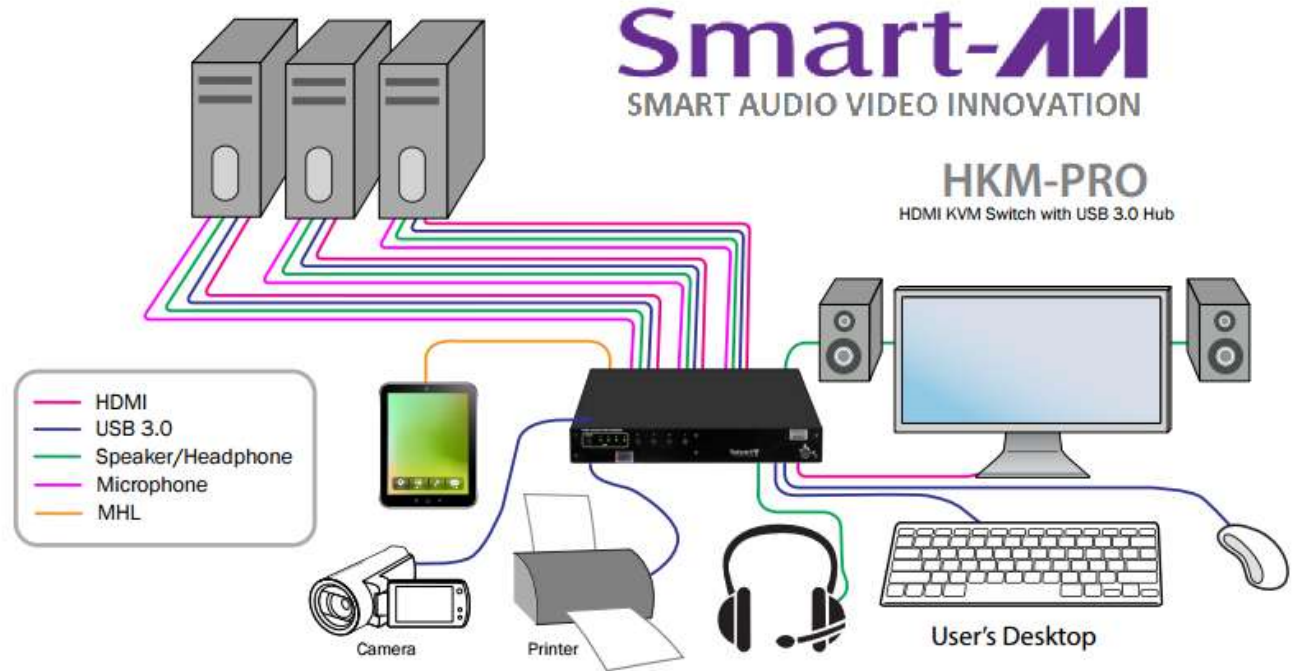 Smart-AVI
SMART AUDIO VIDEO INNOVATION
HKM-PRO
HDMI KVM Switch with USB 3.0 Hub
HDMI
USB 3.0
Speaker/Headphone
Microphone
MHL
Camera
Printer
User's Desktop